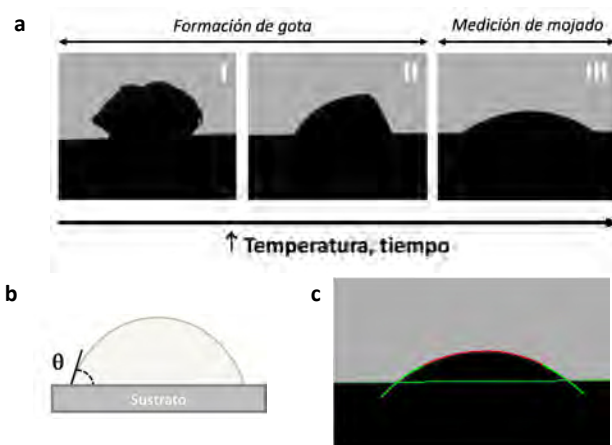 a
Formación de gota
Medición de mojado
I
II
III
↑ Temperatura, tiempo
b
c
θ
Sustrato